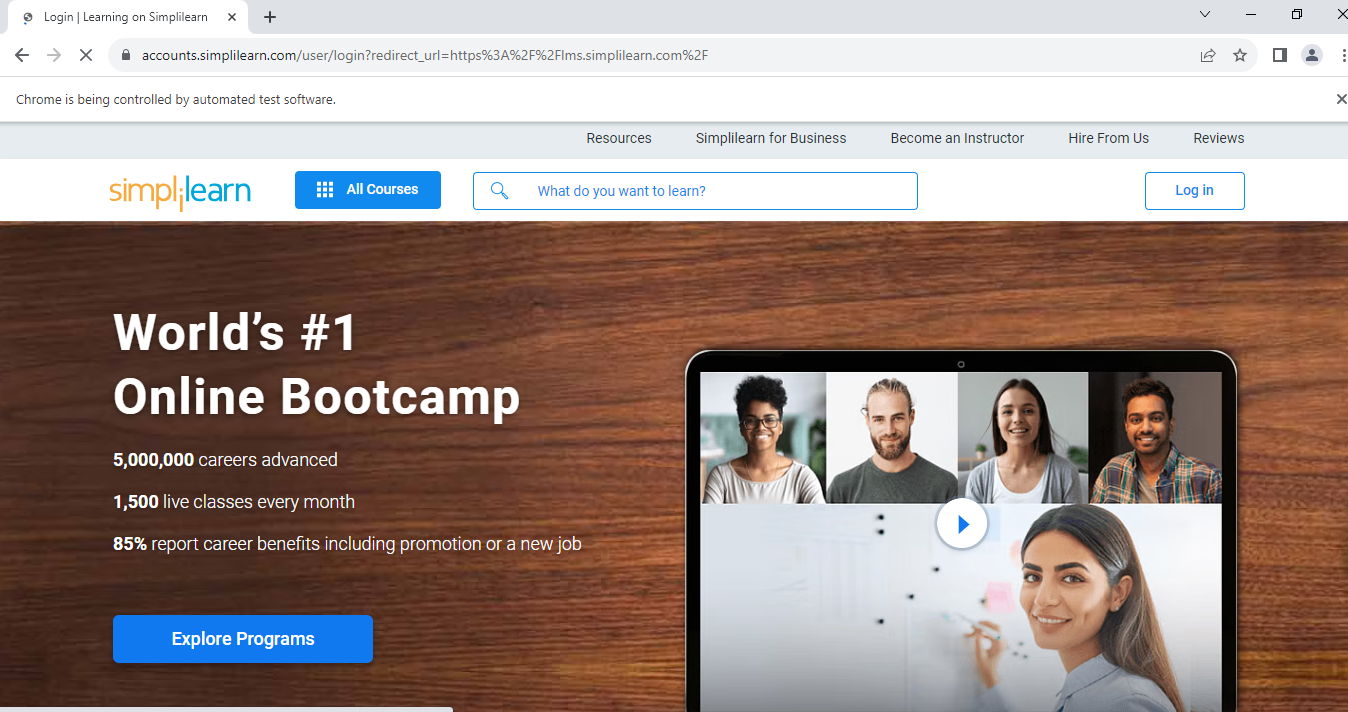 Login | Learning on Simplilearn
accounts.simplilearn.com/user/login?redirect_url=https%3A%2F%2Flms.simplilearn.com%2F
Chrome is being controlled by automated test software.
Resources Simplilearn for Business Become an Instructor Hire From Us Reviews
simplilearn All Courses What do you want to learn? Log in
World's #1
Online Bootcamp
5,000,000 careers advanced
1,500 live classes every month
85% report career benefits including promotion or a new job
Explore Programs